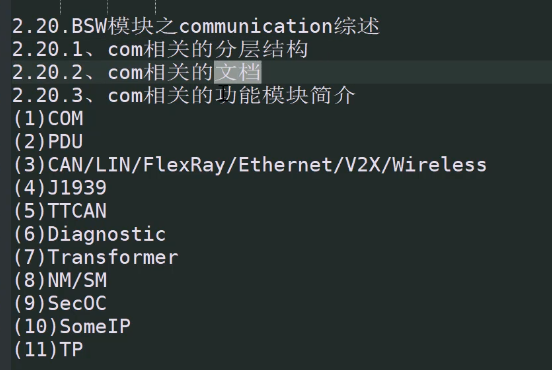 2.20.BSW模块之communication综述
2.20.1、com相关的分层结构
2.20.2、com相关的文档
2.20.3、com相关的功能模块简介
(1)COM
(2)PDU
(3)CAN/LIN/FlexRay/Ethernet/V2X/Wireless
(4)J1939
(5)TTCAN
(6)Diagnostic
(7)Transformer
(8)NM/SM
(9)SecOC
(10)SomeIP
(11)TP